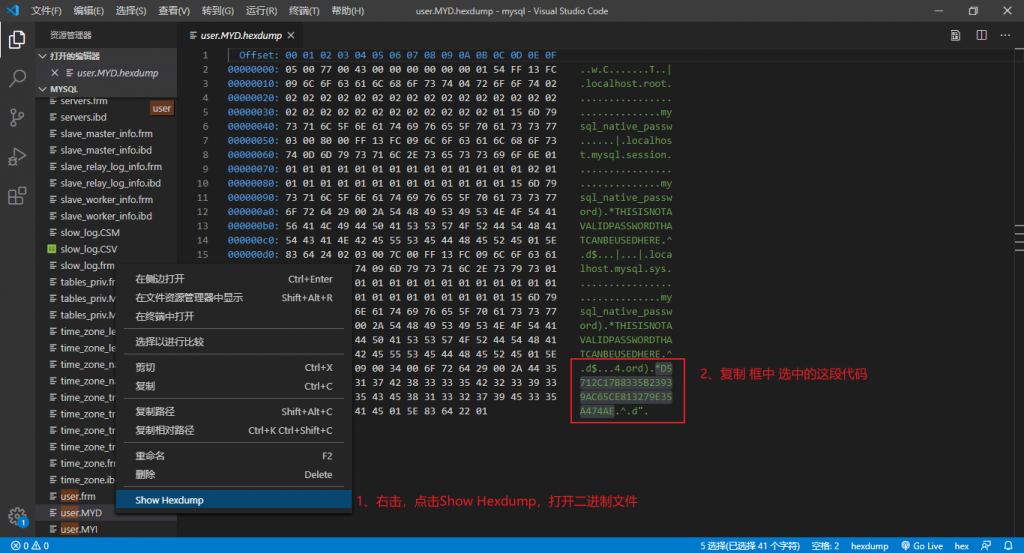 文件(F) 编辑(E) 选择(S) 查看(V) 转到(G) 运行(R) 终端(T) 帮助(H) user.MYD.hexdump - mysql - Visual Studio Code
资源管理器
打开的编辑器
user.MYD.hexdump
MYSQL
user
servers.frm
servers.ibd
slave_master_info.frm
slave_master_info.ibd
slave_relay_log_info.frm
slave_relay_log_info.ibd
slave_worker_info.frm
slave_worker_info.ibd
slow_log.CSM
slow_log.CSV
slow_log.frm
tables_priv.fr
tables_priv.M
tables_priv.M
time_zone_le
time_zone_le
time_zone_na
time_zone_na
time_zone_tr
time_zone_tr
time_zone_tr
time_zone_tr
time_zone.frm
time_zone.ibd
user.frm
user.MYD
user.MYI
user.MYD.hexdump
1 Offset: 00 01 02 03 04 05 06 07 08 09 0A 0B 0C 0D 0E 0F
2 00000000: 05 00 77 00 43 00 00 00 00 00 00 01 54 FF 13 FC ..w.C.......T..|
3 00000010: 09 6C 6F 63 61 6C 68 6F 73 74 04 72 6F 6F 74 02 .localhost.root.
4 00000020: 02 02 02 02 02 02 02 02 02 02 02 02 02 02 02 02 ................
5 00000030: 02 02 02 02 02 02 02 02 02 02 02 02 01 15 6D 79 ..............my
6 00000040: 73 71 6C 5F 6E 61 74 69 76 65 5F 70 61 73 73 77 sql_native_passw
7 00000050: 03 00 80 00 FF 13 FC 09 6C 6F 63 61 6C 68 6F 73 ......|.localhos
8 00000060: 74 0D 6D 79 73 71 6C 2E 73 65 73 73 69 6F 6E 01 t.mysql.session.
9 00000070: 01 01 01 01 01 01 01 01 01 01 01 01 01 01 02 01 ................
10 00000080: 01 01 01 01 01 01 01 01 01 01 01 01 01 15 6D 79 ..............my
11 00000090: 73 71 6C 5F 6E 61 74 69 76 65 5F 70 61 73 73 77 sql_native_passw
12 000000a0: 6F 72 64 29 00 2A 54 48 49 53 49 53 4E 4F 54 41 ord).*THISISNOTA
13 000000b0: 56 41 4C 49 44 50 41 53 53 57 4F 52 44 54 48 41 VALIDPASSWORDTHA
14 000000c0: 54 43 41 4E 42 45 55 53 45 44 48 45 52 45 01 5E TCANBEUSEDHERE.^
15 000000d0: 83 64 24 02 03 00 7C 00 FF 13 FC 09 6C 6F 63 61 .d$...|...|.loca
74 09 6D 79 73 71 6C 2E 73 79 73 01 lhost.mysql.sys.
01 01 01 01 01 01 01 01 01 01 01 01 ................
01 01 01 01 01 01 01 01 01 15 6D 79 ..............my
6E 61 74 69 76 65 5F 70 61 73 73 77 sql_native_passw
00 2A 54 48 49 53 49 53 4E 4F 54 41 ord).*THISISNOTA
44 50 41 53 53 57 4F 52 44 54 48 41 VALIDPASSWORDTHA
42 45 55 53 45 44 48 45 52 45 01 5E TCANBEUSEDHERE.^
09 00 34 00 6F 72 64 29 00 2A 44 35 .d$...4.ord).*D5
31 37 42 38 33 33 35 42 32 33 39 33 712C17B8335B2393
35 43 45 38 31 33 32 37 39 45 33 35 9AC65CE813279E35
41 45 01 5E 83 64 22 01 A474AE.^.d".
在侧边打开 Ctrl+Enter
在文件资源管理器中显示 Shift+Alt+R
在终端中打开
选择以进行比较
剪切 Ctrl+X
复制 Ctrl+C
复制路径 Shift+Alt+C
复制相对路径 Ctrl+K Ctrl+Shift+C
重命名 F2
删除 Delete
Show Hexdump
1、右击，点击Show Hexdump，打开二进制文件
2、复制 框中 选中的这段代码
1
0 0 5 选择(已选择 41 个字符) 空格: 2 hexdump Go Live hex